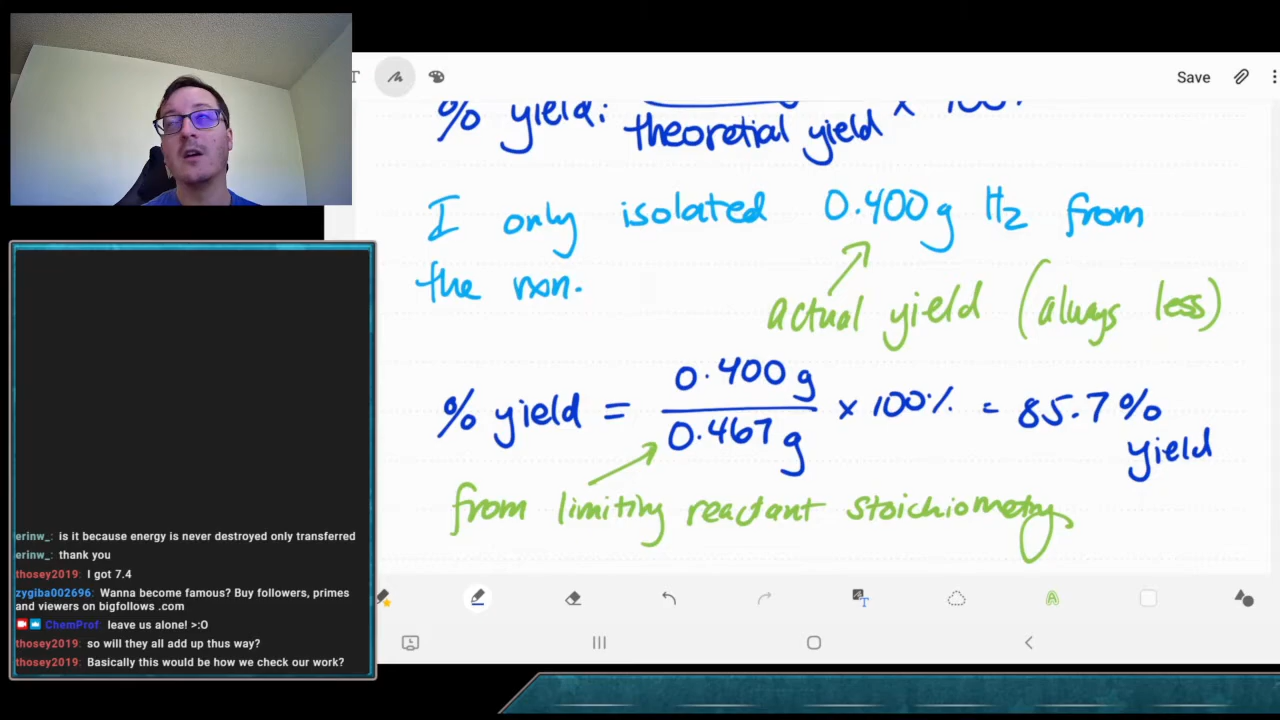 T
Save
% yield:
theoretial yield × 100%
I only isolated 0.400 g H2 from
the rxn.
actual yield (always less)
% yield = 0.400 g / 0.467 g × 100% = 85.7% yield
from limiting reactant stoichiometry
erinw_: is it because energy is never destroyed only transferred
erinw_: thank you
thosey2019: I got 7.4
zygiba002696: Wanna become famous? Buy followers, primes
and viewers on bigfollows .com
ChemProf: leave us alone! >:O
thosey2019: so will they all add up thus way?
thosey2019: Basically this would be how we check our work?
T
A